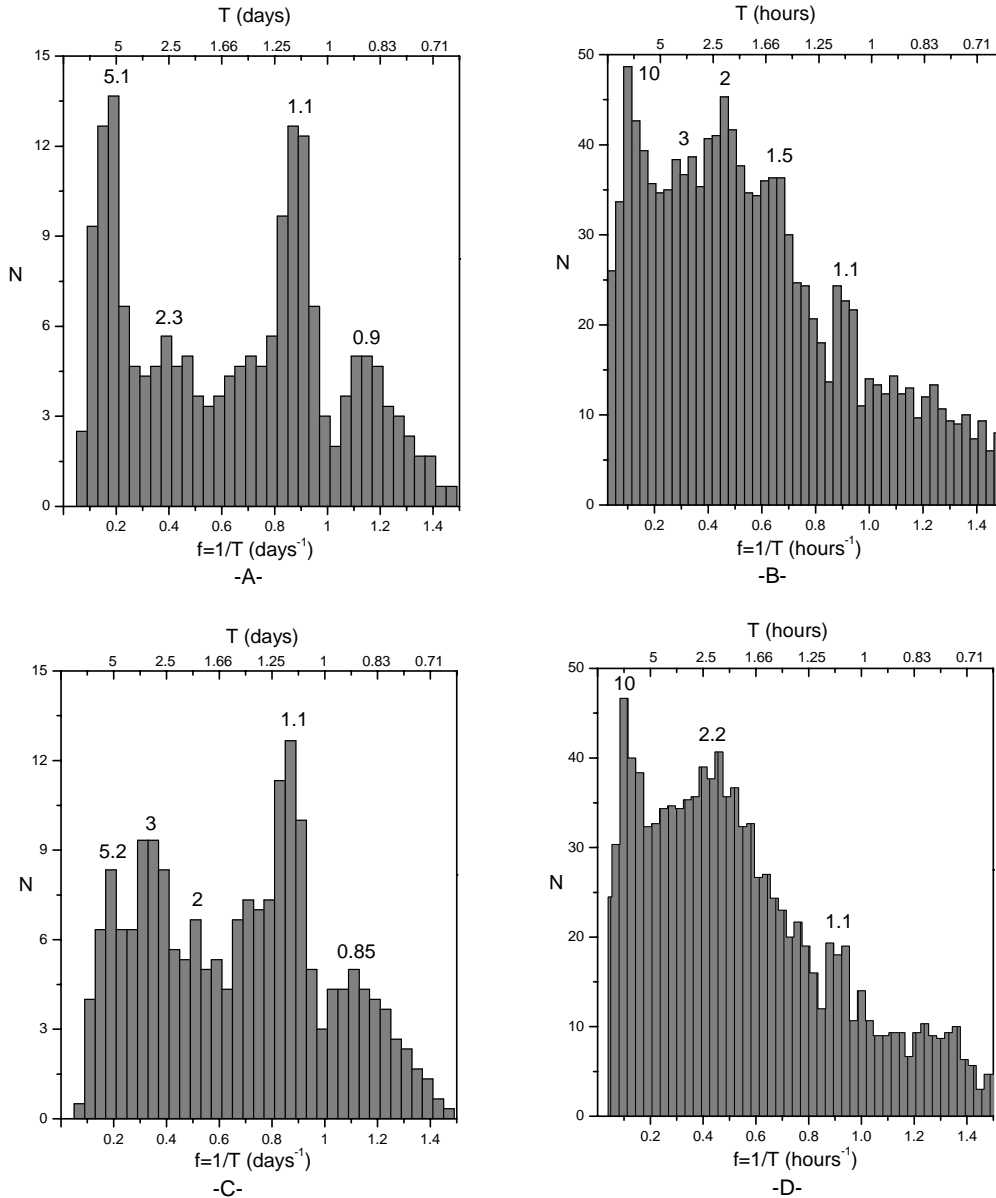 T (days)
5 2.5 1.66 1.25 1 0.83 0.71
15
12
9
6
3
0
N
5.1
2.3
1.1
0.9
0.2 0.4 0.6 0.8 1.0 1.2 1.4
f=1/T (days⁻¹)
-A-
T (hours)
5 2.5 1.66 1.25 1 0.83 0.71
50
40
30
20
10
0
N
10
3
2
1.5
1.1
0.2 0.4 0.6 0.8 1.0 1.2 1.4
f=1/T (hours⁻¹)
-B-
T (days)
5 2.5 1.66 1.25 1 0.83 0.71
15
12
9
6
3
0
N
5.2
3
2
1.1
0.85
0.2 0.4 0.6 0.8 1 1.2 1.4
f=1/T (days⁻¹)
-C-
T (hours)
5 2.5 1.66 1.25 1 0.83 0.71
50
40
30
20
10
0
N
10
2.2
1.1
0.2 0.4 0.6 0.8 1.0 1.2 1.4
f=1/T (hours⁻¹)
-D-